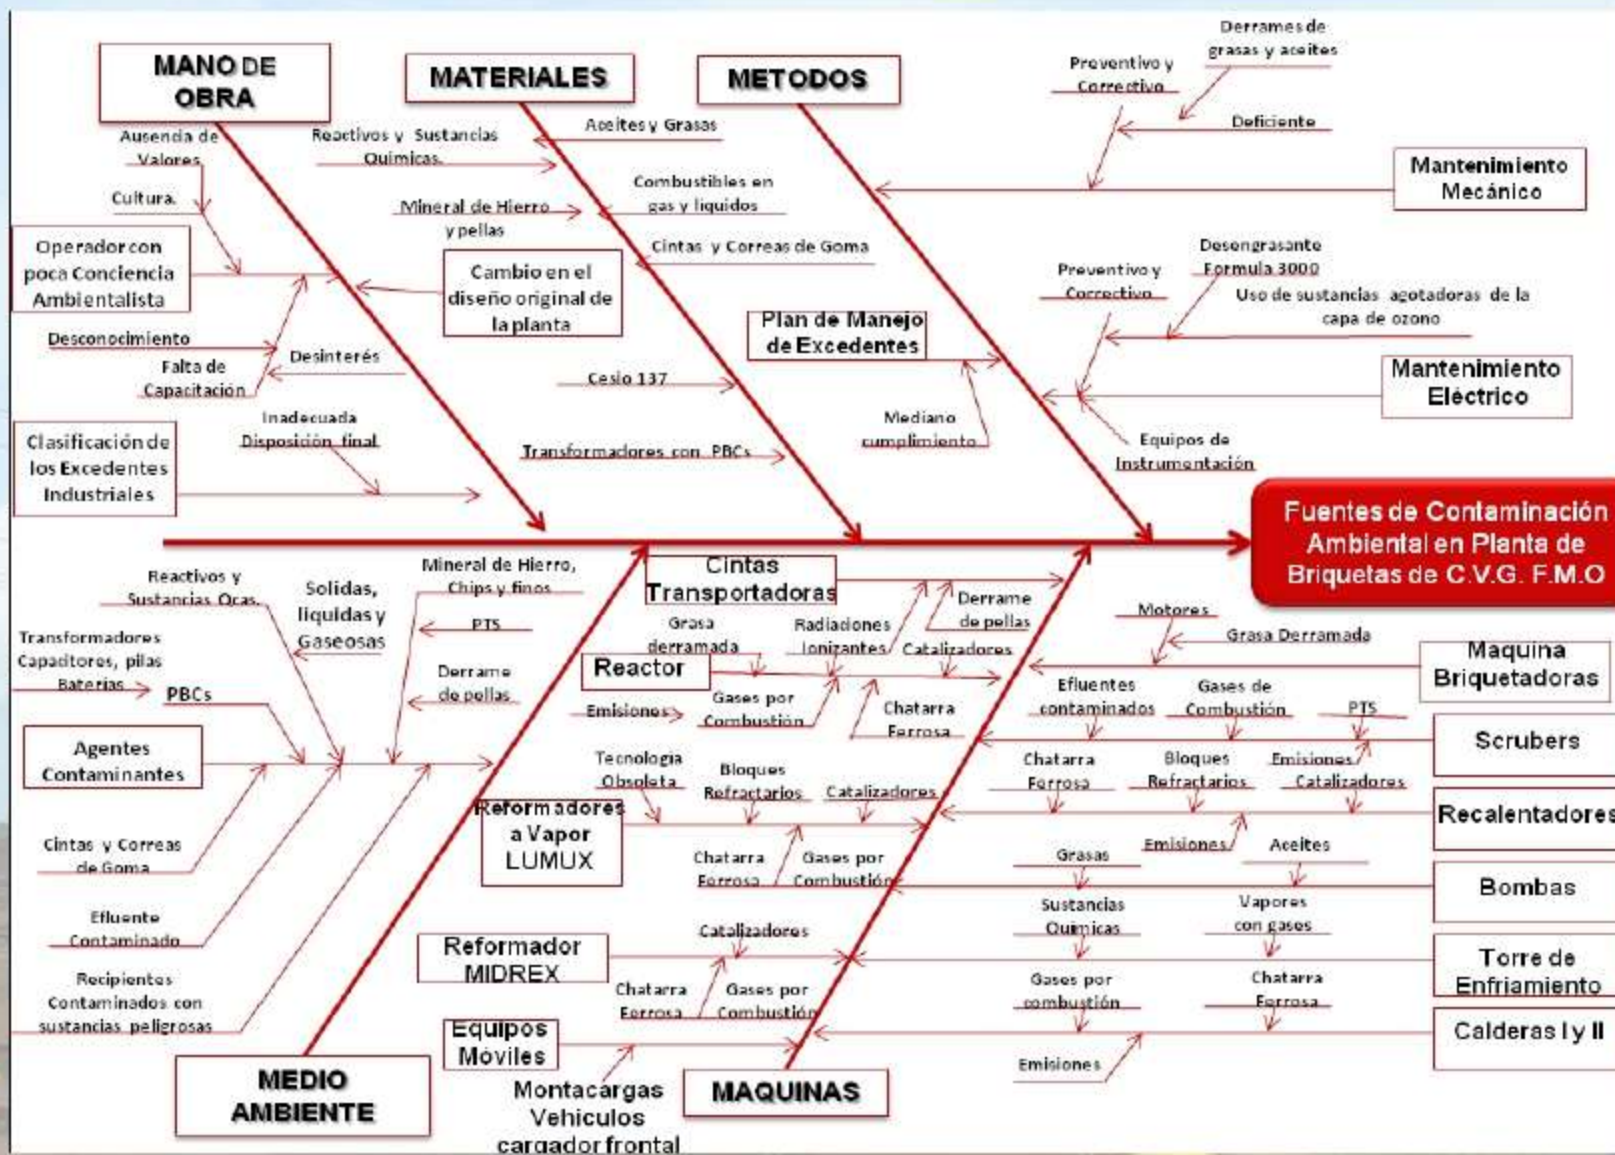 MANO DE
OBRA
MATERIALES
METODOS
Derrames de
grasas y aceites
Preventivo y
Correctivo
Deficiente
Mantenimiento
Mecánico
Ausencia de
Valores
Cultura.
Operador con
poca Conciencia
Ambientalista
Desconocimiento
Falta de
Capacitación
Desinterés
Inadecuada
Disposición final
Clasificación de
los Excedentes
Industriales
Reactivos y Sustancias
Químicas.
Aceites y Grasas
Mineral de Hierro
y pellas
Combustibles en
gas y liquidos
Cintas y Correas de Goma
Cambio en el
diseño original de
la planta
Cesio 137
Transformadores con PBCs
Plan de Manejo
de Excedentes
Mediano
cumplimiento
Desengrasante
Formula 3000
Preventivo y
Correctivo
Uso de sustancias agotadoras de la
capa de ozono
Mantenimiento
Eléctrico
Equipos de
Instrumentación
Fuentes de Contaminación
Ambiental en Planta de
Briquetas de C.V.G. F.M.O
Reactivos y
Sustancias Qcas.
Solidas,
liquidas y
Gaseosas
Mineral de Hierro,
Chips y finos
PTS
Derrame
de pellas
Transformadores
Capacitores, pilas
Baterías
PBCs
Agentes
Contaminantes
Cintas y Correas
de Goma
Efluente
Contaminado
Recipientes
Contaminados con
sustancias peligrosas
MEDIO
AMBIENTE
Cintas
Transportadoras
Derrame
de pellas
Grasa
derramada
Radiaciones
Ionizantes
Catalizadores
Reactor
Emisiones
Gases por
Combustión
Chatarra
Ferrosa
Tecnología
Obsoleta
Bloques
Refractarios
Catalizadores
Reformadores
a Vapor
LUMUX
Chatarra
Ferrosa
Gases por
Combustión
Catalizadores
Reformador
MIDREX
Chatarra
Ferrosa
Gases por
Combustión
Equipos
Móviles
Montacargas
Vehiculos
cargador frontal
MAQUINAS
Motores
Grasa Derramada
Maquina
Briquetadoras
Efluentes
contaminados
Gases de
Combustión
PTS
Emisiones
Scrubers
Chatarra
Ferrosa
Bloques
Refractarios
Catalizadores
Emisiones
Recalentadores
Grasas
Aceites
Bombas
Sustancias
Químicas
Vapores
con gases
Torre de
Enfriamiento
Gases por
combustión
Chatarra
Ferrosa
Emisiones
Calderas I y II